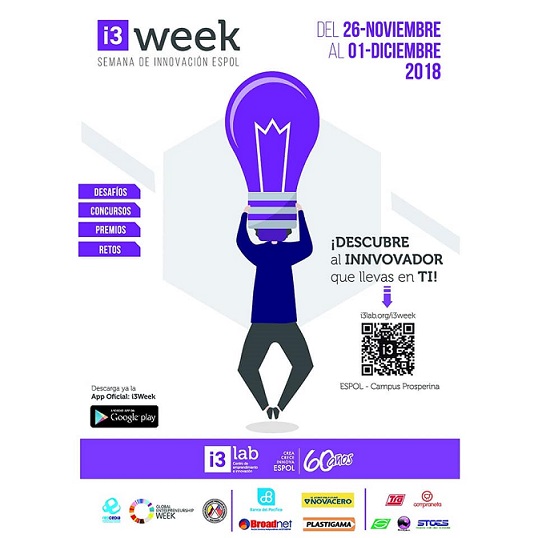 i3 week
SEMANA DE INNOVACIÓN ESPOL
DEL 26-NOVIEMBRE
AL 01-DICIEMBRE
2018
DESAFÍOS
CONCURSOS
PREMIOS
RETOS
¡DESCUBRE
al INNVOVADOR
que llevas en TI!
i3lab.org/i3week
i3
ESPOL - Campus Prosperina
Descarga ya la
App Oficial: i3Week
Google play
i3 lab
Centro de
emprendimiento
e innovación
CREA
CRECE
INNOVA
ESPOL
60 años
GLOBAL
ENTREPRENEURSHIP
WEEK
Banco del Pacífico
Broadnet
NOVACERO
PLASTIGAMA
compraneta
STOES